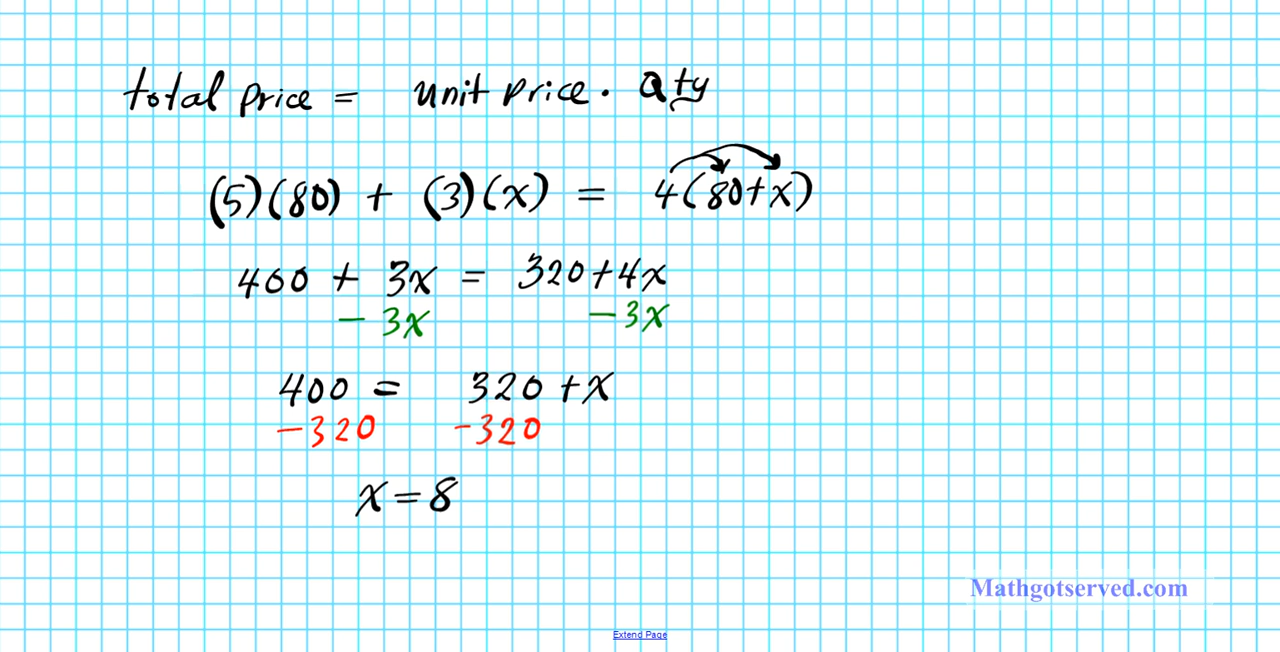 total price = unit price · Qty
(5)(80) + (3)(x) = 4(80+x)
400 + 3x = 320+4x
- 3x - 3x
400 = 320 + x
-320 -320
x = 8
Mathgotserved.com
Extend Page